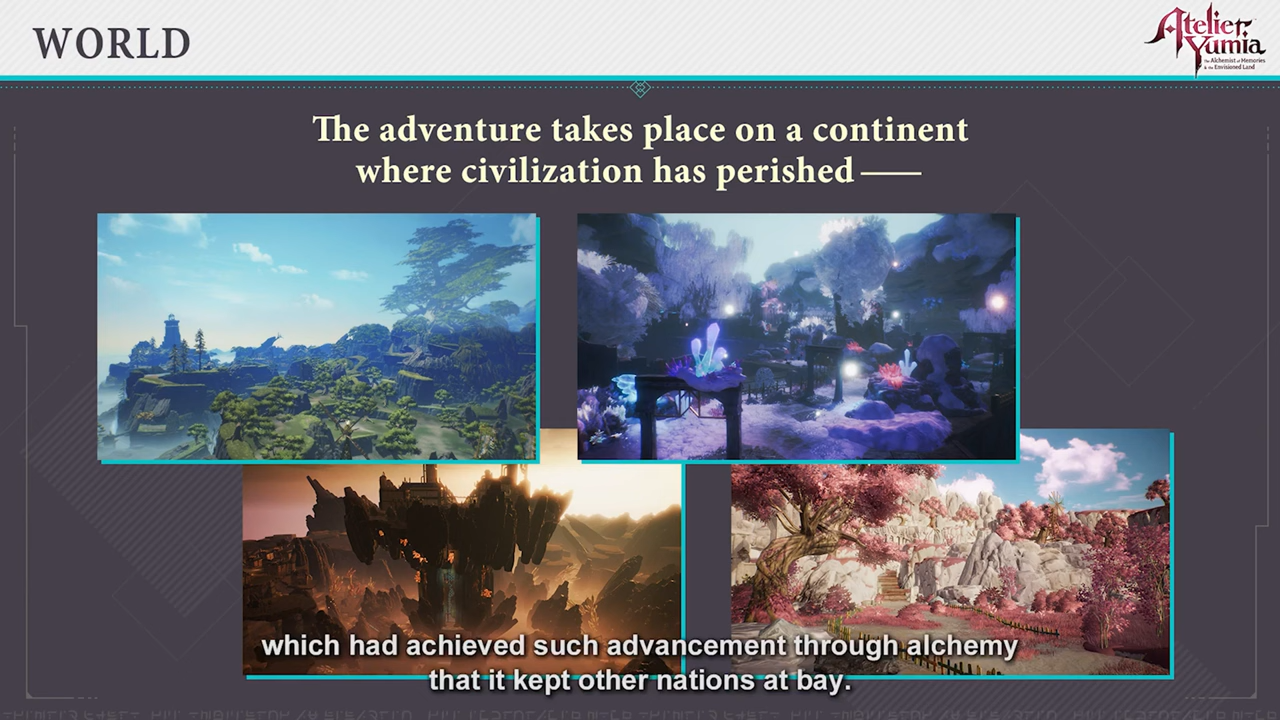 WORLD
Atelier
Yumia
The Alchemist of Memories
& the Envisioned Land
The adventure takes place on a continent
where civilization has perished ——
which had achieved such advancement through alchemy
that it kept other nations at bay.